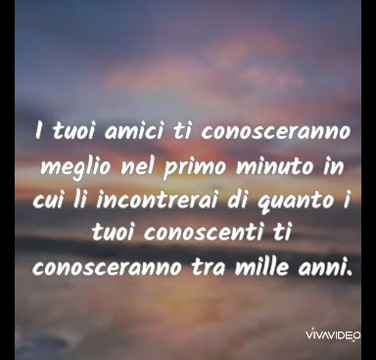 I tuoi amici ti conosceranno
meglio nel primo minuto in
cui li incontrerai di quanto i
tuoi conoscenti ti
conosceranno tra mille anni.
VIVAVIDEO